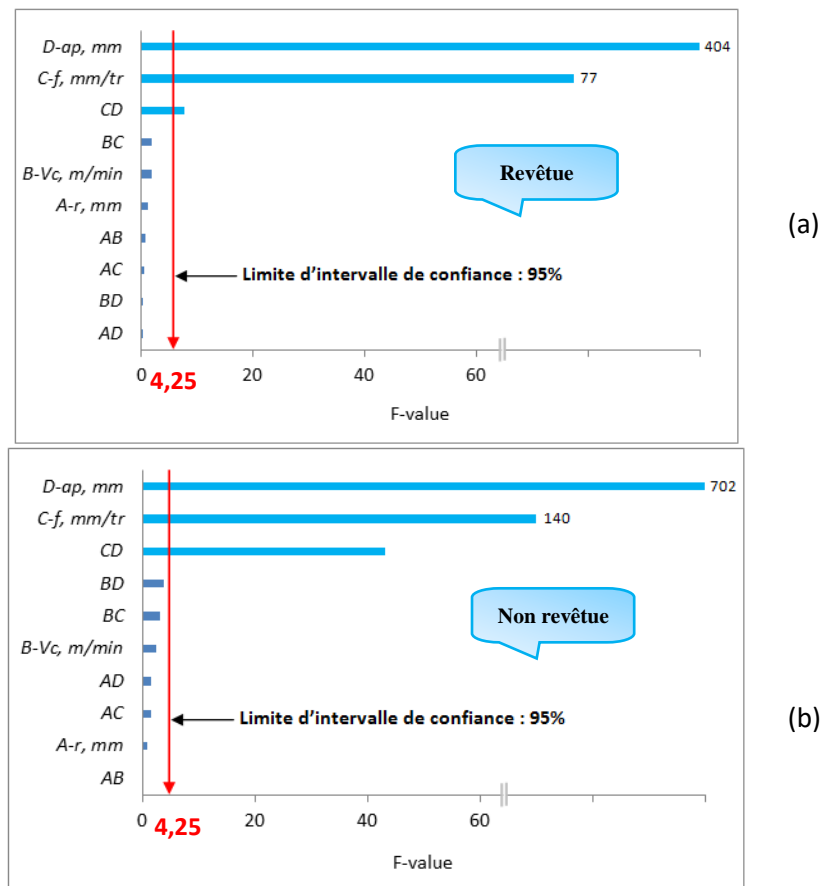 D-ap, mm
404
C-f, mm/tr
77
CD
BC
Revêtue
B-Vc, m/min
A-r, mm
(a)
AB
AC
Limite d'intervalle de confiance : 95%
BD
AD
0 20 40 60
4,25
F-value
D-ap, mm
702
C-f, mm/tr
140
CD
BD
BC
Non revêtue
B-Vc, m/min
AD
AC
Limite d'intervalle de confiance : 95%
(b)
A-r, mm
AB
0 20 40 60
4,25
F-value